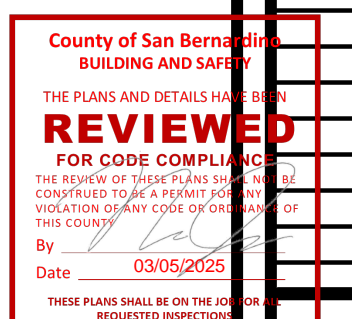 County of San Bernardino
BUILDING AND SAFETY
THE PLANS AND DETAILS HAVE BEEN
REVIEWED
FOR CODE COMPLIANCE
THE REVIEW OF THESE PLANS SHALL NOT BE
CONSTRUED TO BE A PERMIT FOR ANY
VIOLATION OF ANY CODE OR ORDINANCE OF
THIS COUNTY
By
Date 03/05/2025
THESE PLANS SHALL BE ON THE JOB FOR ALL
REQUESTED INSPECTIONS